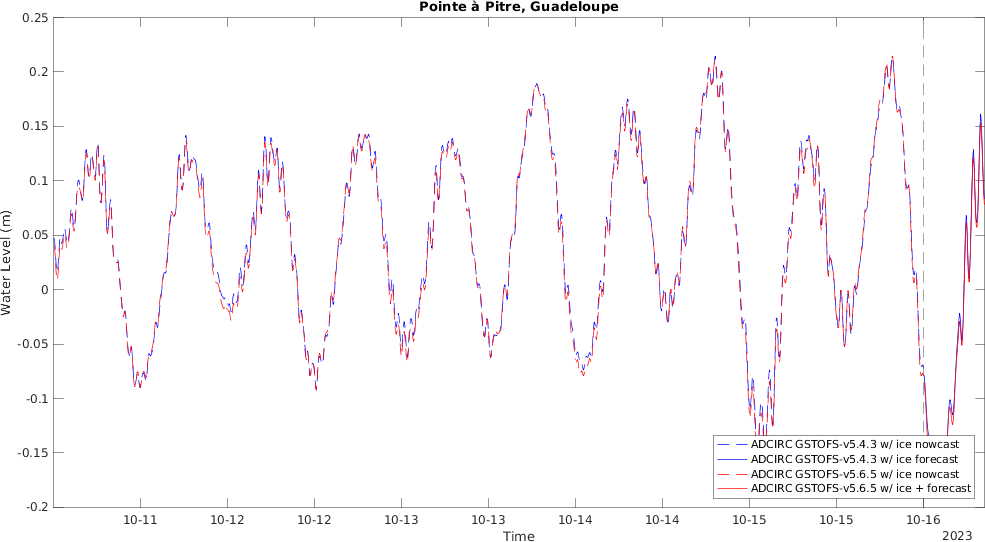 Pointe à Pitre, Guadeloupe
0.25
0.2
0.15
0.1
0.05
0
-0.05
-0.1
-0.15
-0.2
Water Level (m)
ADCIRC GSTOFS-v5.4.3 w/ ice nowcast
ADCIRC GSTOFS-v5.4.3 w/ ice forecast
ADCIRC GSTOFS-v5.6.5 w/ ice nowcast
ADCIRC GSTOFS-v5.6.5 w/ ice + forecast
10-11 10-12 10-12 10-13 10-13 10-14 10-14 10-15 10-15 10-16
Time
2023